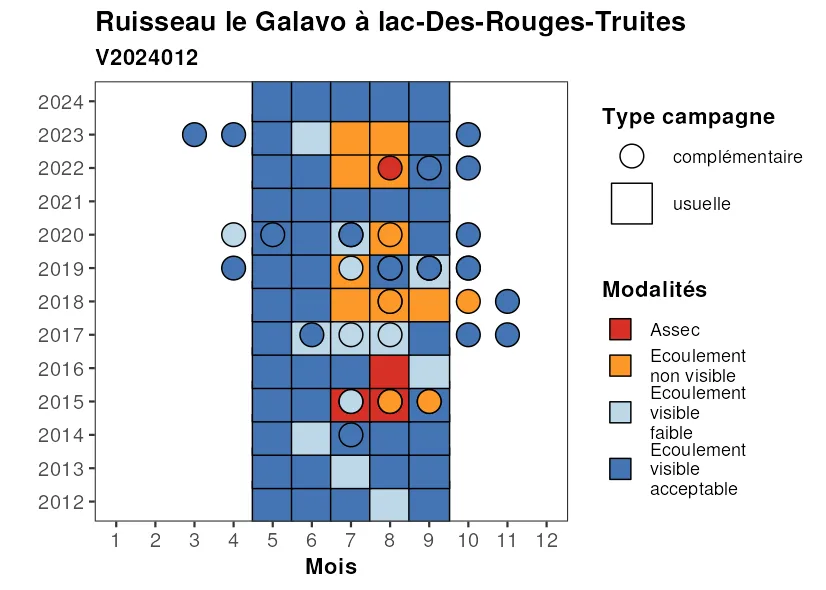 Ruisseau le Galavo à lac-Des-Rouges-Truites
V2024012
2024
2023
2022
2021
2020
2019
2018
2017
2016
2015
2014
2013
2012
1 2 3 4 5 6 7 8 9 10 11 12
Mois
Type campagne
complémentaire
usuelle
Modalités
Assec
Ecoulement
non visible
Ecoulement
visible
faible
Ecoulement
visible
acceptable